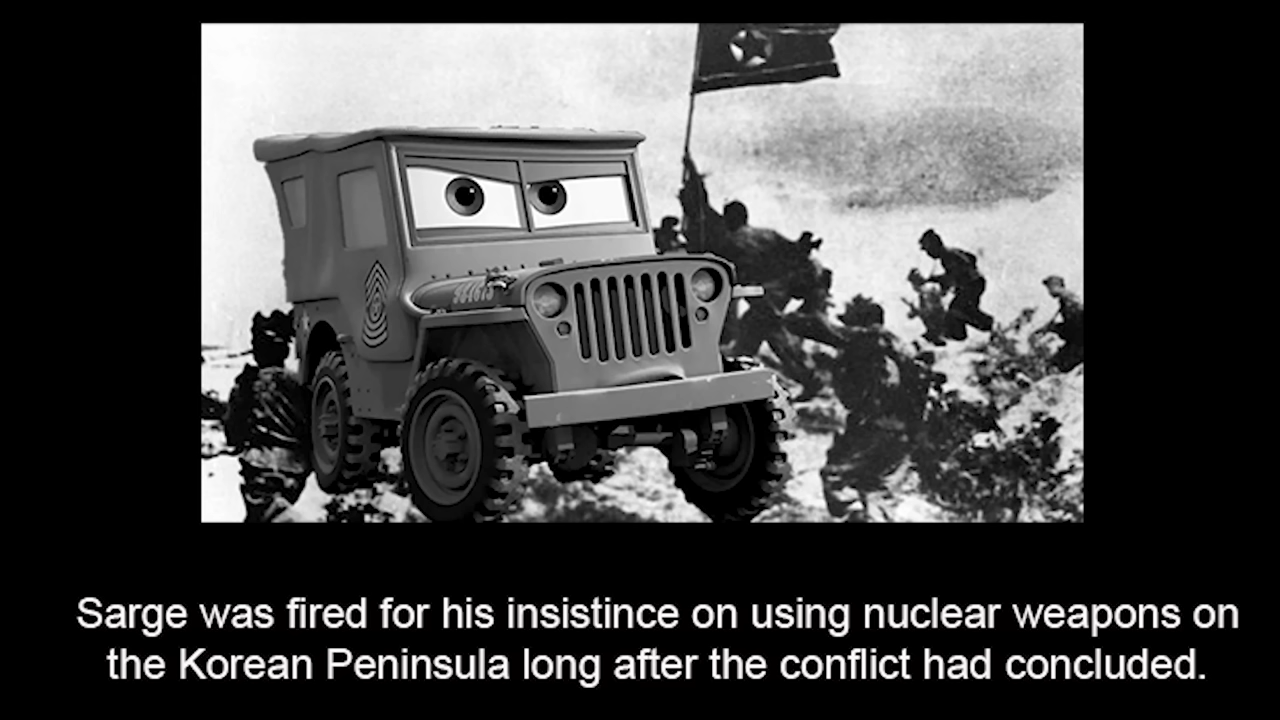 Sarge was fired for his insistince on using nuclear weapons on
the Korean Peninsula long after the conflict had concluded.